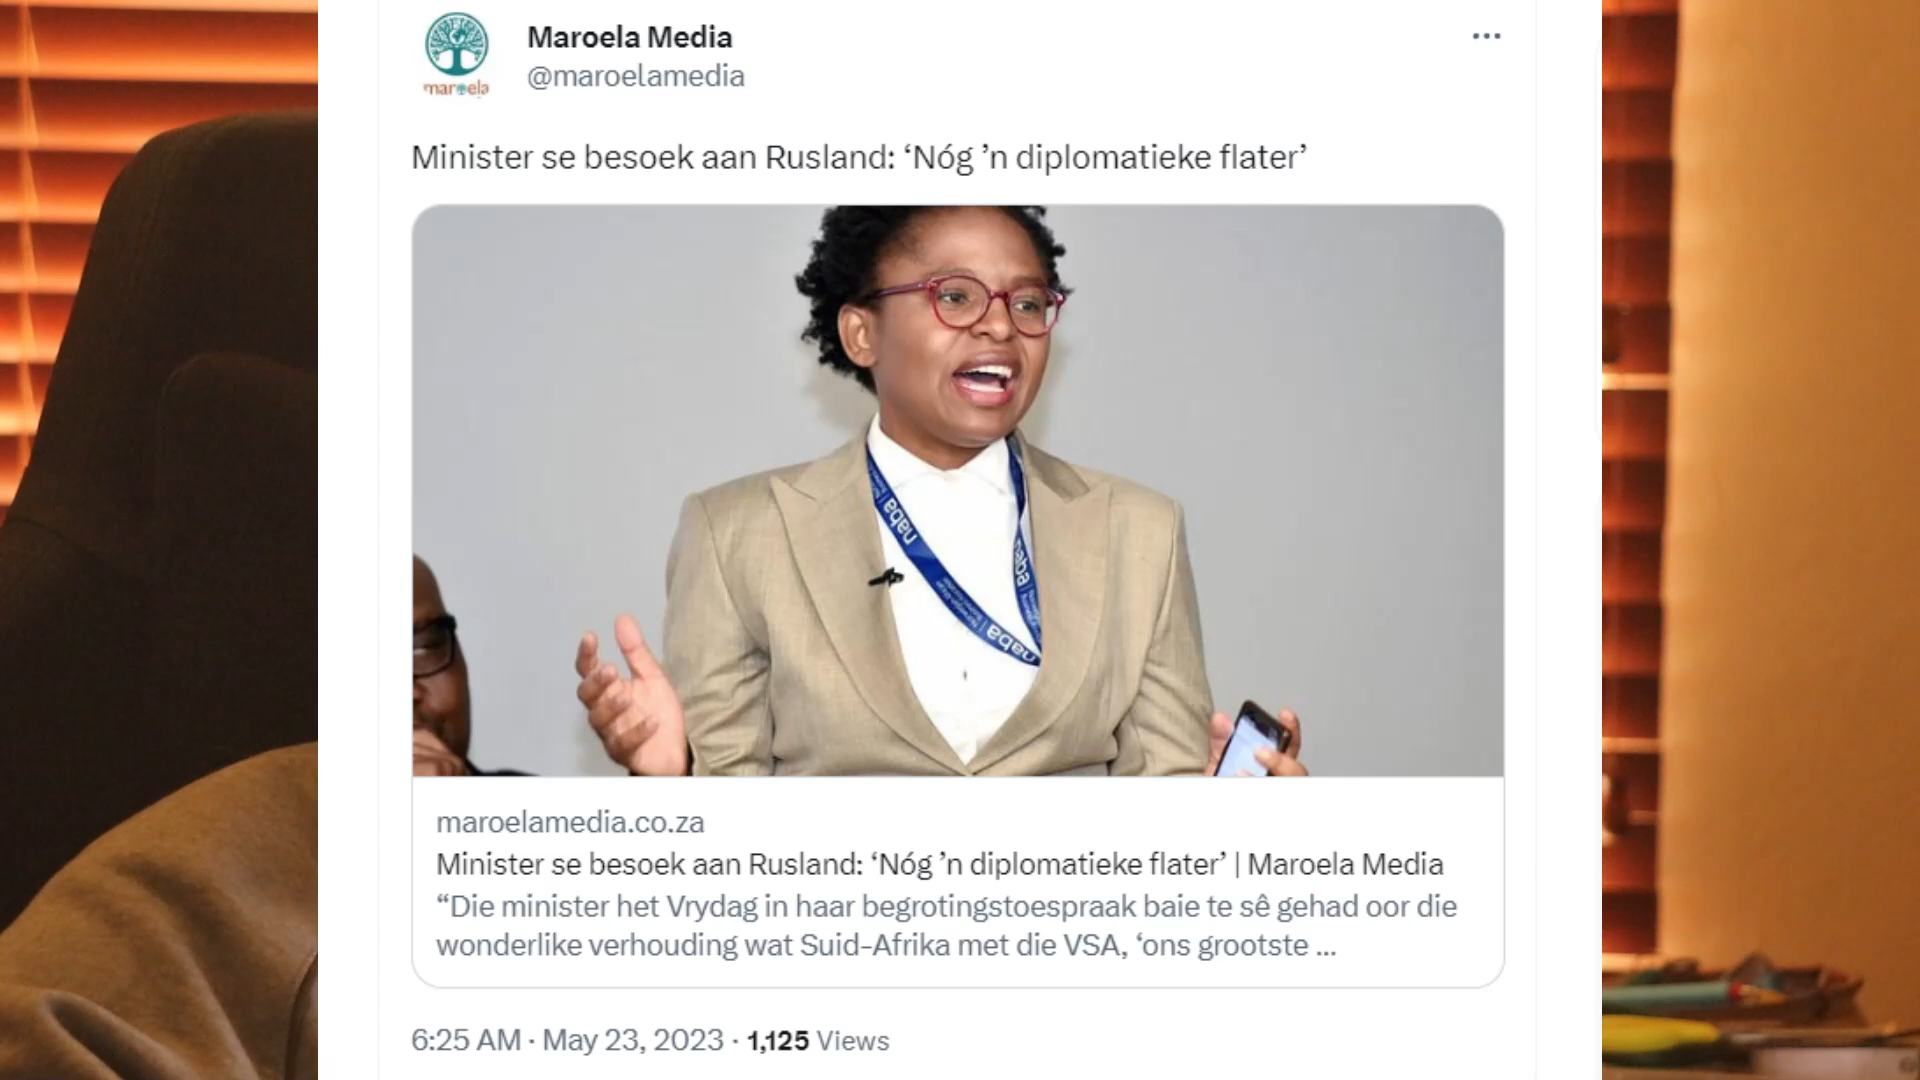 maroela
Maroela Media
@maroelamedia
Minister se besoek aan Rusland: ‘Nóg ’n diplomatieke flater’
naba
naba
naba
maroelamedia.co.za
Minister se besoek aan Rusland: ‘Nóg ’n diplomatieke flater’ | Maroela Media
“Die minister het Vrydag in haar begrotingstoespraak baie te sê gehad oor die
wonderlike verhouding wat Suid-Afrika met die VSA, ‘ons grootste ...
6:25 AM · May 23, 2023 · 1,125 Views